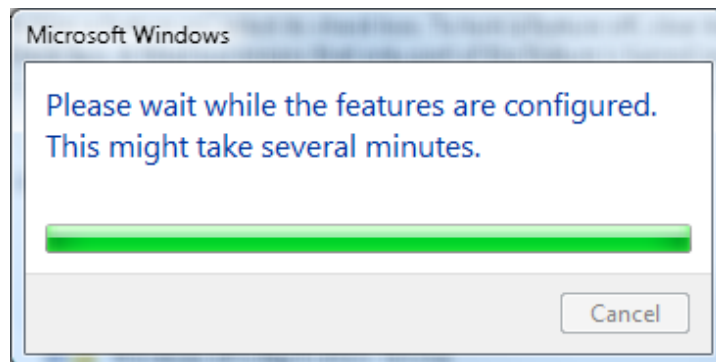 Microsoft Windows
Please wait while the features are configured.
This might take several minutes.
Cancel